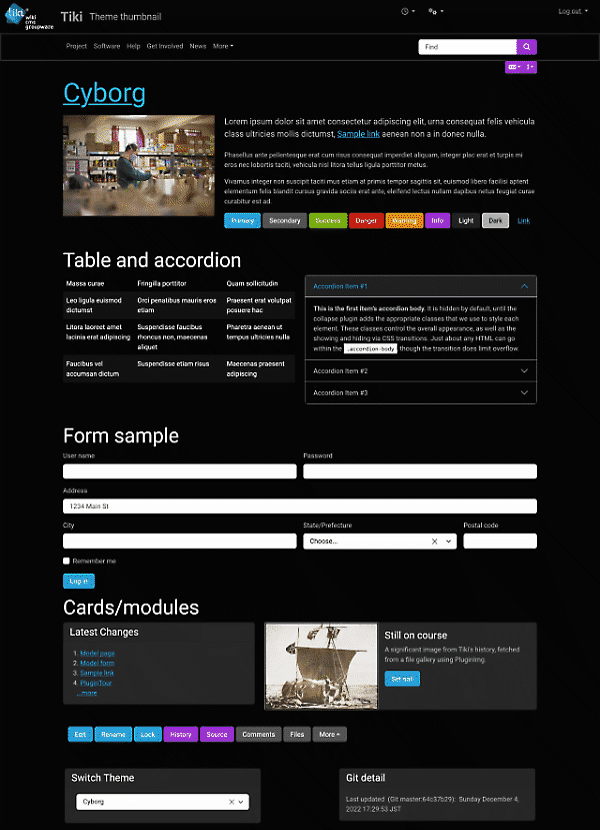 tiki wiki cms groupware
Tiki Theme thumbnail
Log out
Project Software Help Get Involved News More
Find
Cyborg
Lorem ipsum dolor sit amet consectetur adipiscing elit, urna consequat felis vehicula
class ultricies mollis dictumst, Sample link aenean non a in donec nulla.
Phasellus ante pellentesque erat cum risus consequat imperdiet aliquam, integer plac erat et turpis mi
eros nec lobortis taciti, vehicula nisl litora tellus ligula porttitor metus.
Vivamus integer non suscipit taciti mus etiam at primis tempor sagittis sit, euismod libero facilisi aptent
elementum felis blandit cursus gravida sociis erat ante, eleifend lectus nullam dapibus netus feugiat curae
curabitur est ad.
Primary Secondary Success Danger Warning Info Light Dark Link
Table and accordion
Massa curae Fringilla porttitor Quam sollicitudin
Leo ligula euismod dictumst Orci penatibus mauris eros etiam Praesent erat volutpat posuere hac
Litora laoreet amet lacinia erat adipiscing Suspendisse faucibus rhoncus non, maecenas aliquet Pharetra aenean ut tempus ultricies nulla
Faucibus vel accumsan dictum Suspendisse etiam risus Maecenas praesent adipiscing
Accordion Item #1
This is the first item's accordion body. It is hidden by default, until the
collapse plugin adds the appropriate classes that we use to style each
element. These classes control the overall appearance, as well as the
showing and hiding via CSS transitions. Just about any HTML can go
within the .accordion-body though the transition does limit overflow.
Accordion Item #2
Accordion Item #3
Form sample
User name Password
Address
1234 Main St
City State/Prefecture Postal code
Choose...
Remember me
Log in
Cards/modules
Latest Changes
1. Model page
2. Model form
3. Sample link
4. PluginTour
...more
Still on course
A significant image from Tiki's history, fetched
from a file gallery using PluginImg.
Set sail
Edit Rename Lock History Source Comments Files More
Switch Theme
Cyborg
Git detail
Last updated (Git master:64c37b29): Sunday December 4,
2022 17:29:53 JST